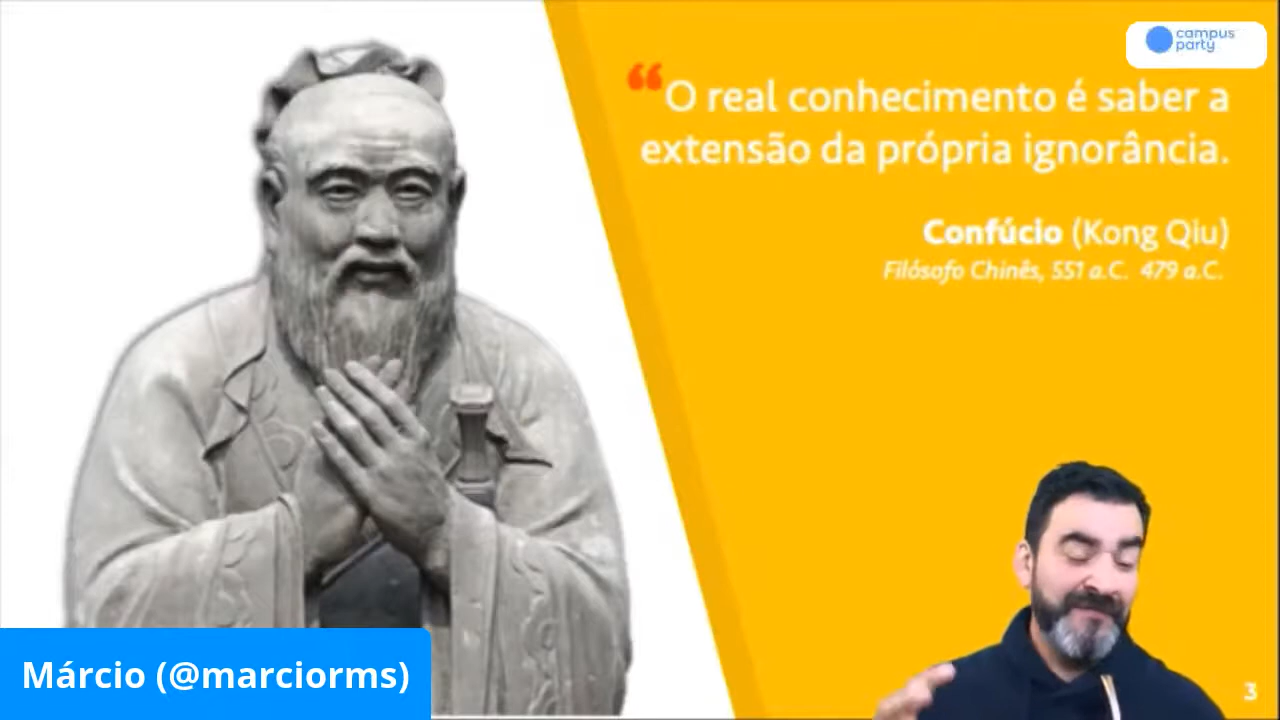 campus
party
“O real conhecimento é saber a
extensão da própria ignorância.
Confúcio (Kong Qiu)
Filósofo Chinês, 551 a.C. 479 a.C.
Márcio (@marciorms)
3